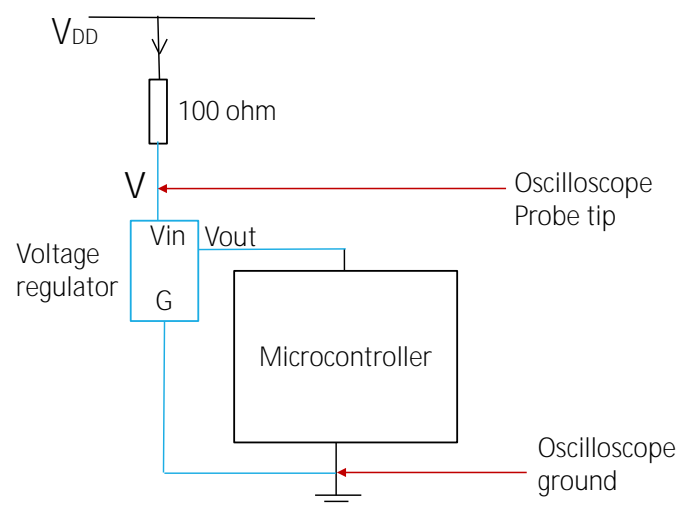 VDD
100 ohm
V
Oscilloscope
Probe tip
Vin
Vout
Voltage
regulator
G
Microcontroller
Oscilloscope
ground